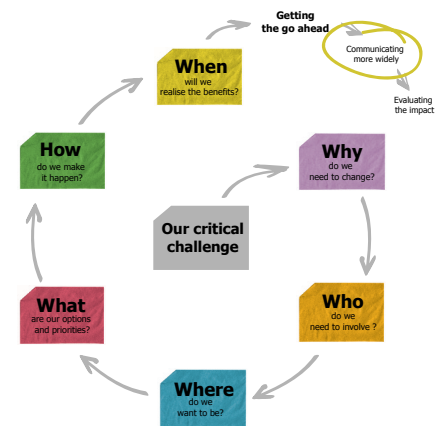 Getting
the go ahead
Communicating
more widely
Evaluating
the impact
When
will we
realise the benefits?
How
do we make
it happen?
Why
do we
need to change?
Our critical
challenge
What
are our options
and priorities?
Who
do we
need to involve ?
Where
do we
want to be?